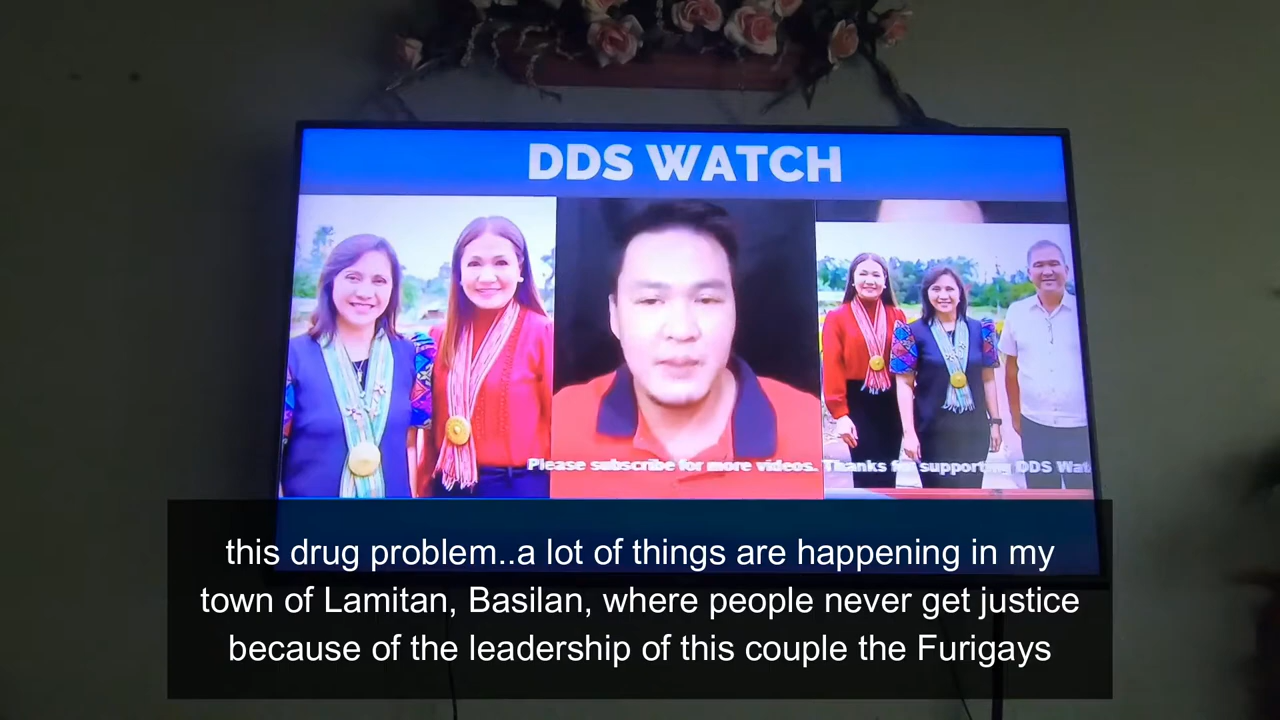 DDS WATCH
Please subscribe for more videos. Thanks for supporting DDS Wat
this drug problem..a lot of things are happening in my
town of Lamitan, Basilan, where people never get justice
because of the leadership of this couple the Furigays